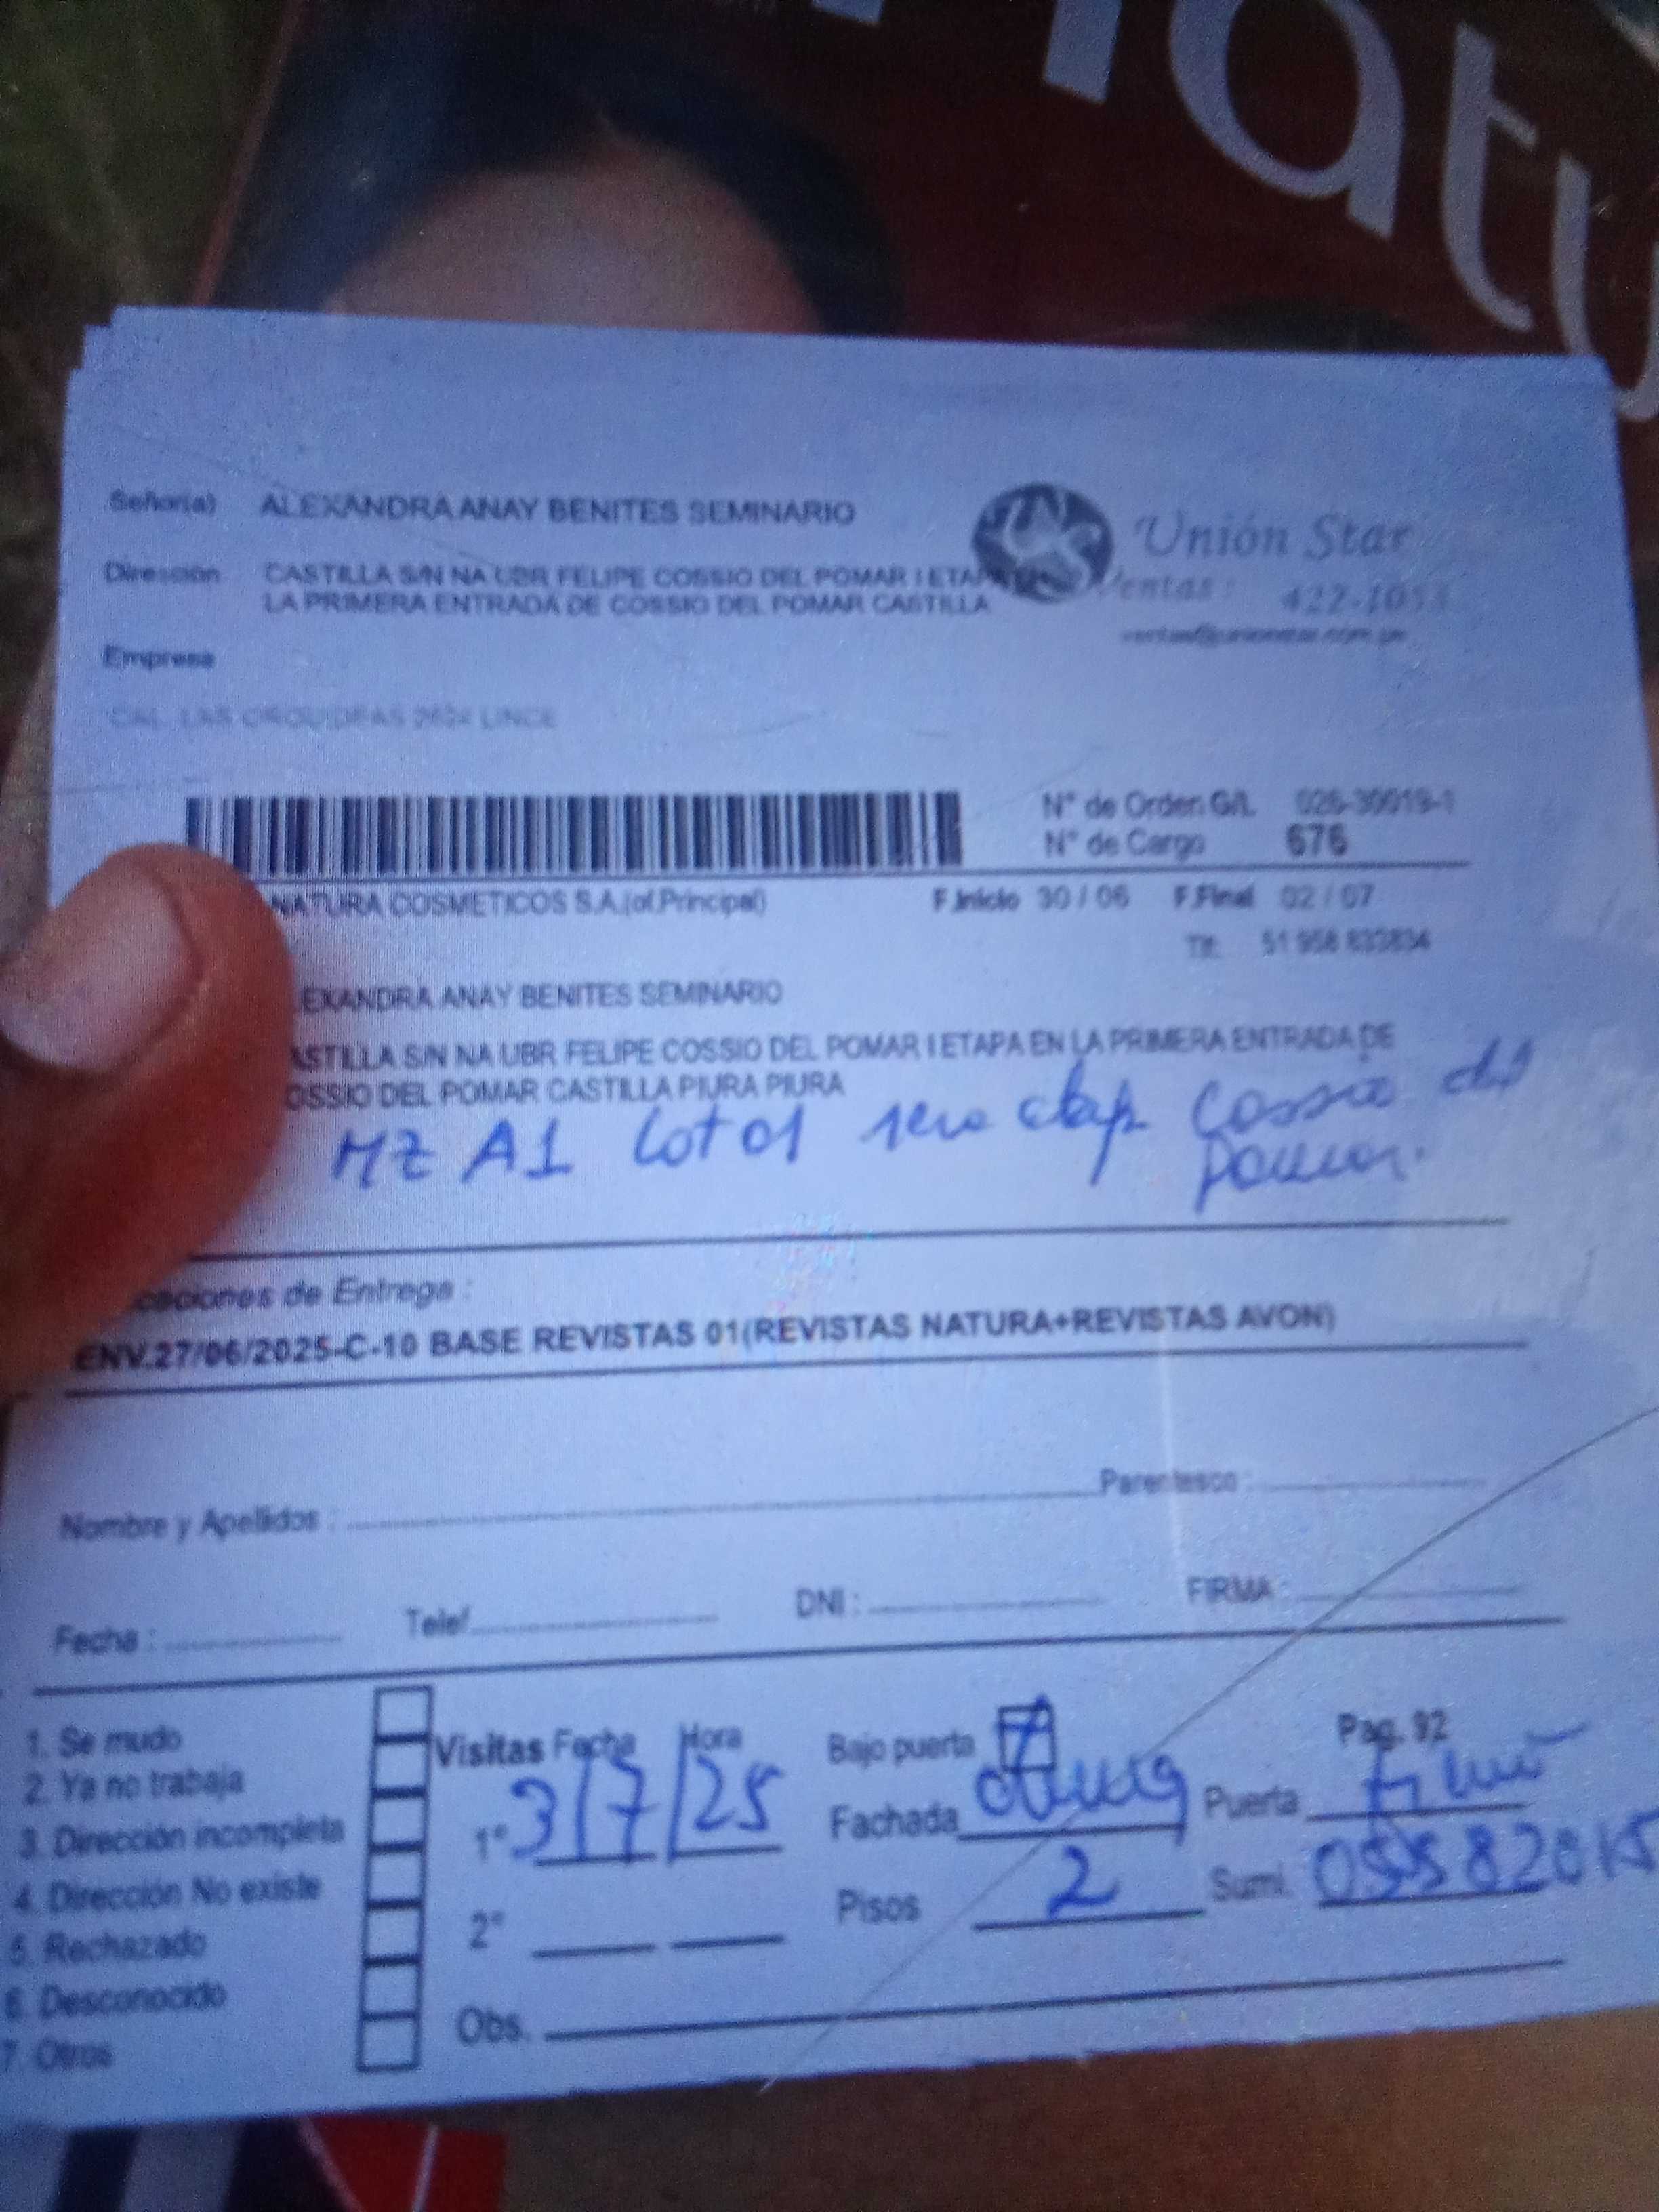 natu
Señor(a) ALEXANDRA ANAY BENITES SEMINARIO
Unión Star
Dirección CASTILLA S/N NA UBR FELIPE COSSIO DEL POMAR I ETAPA
LA PRIMERA ENTRADA DE COSSIO DEL POMAR CASTILLA
Ventas: 422-1053
Empresa
CAL. LAS ORQUIDEAS LINCE
N° de Orden G/L 026-30019-1
N° de Cargo 676
NATURA COSMETICOS S.A.(of.Principal) F.Inicio 30 / 06 F.Final 02 / 07
Tlf: 51 958 833834
EXANDRA ANAY BENITES SEMINARIO
ASTILLA S/N NA UBR FELIPE COSSIO DEL POMAR I ETAPA EN LA PRIMERA ENTRADA DE
OSSIO DEL POMAR CASTILLA PIURA PIURA
MZ A1 Lot 01 Cossio del
caciones de Entrega :
ENV.27/06/2025-C-10 BASE REVISTAS 01(REVISTAS NATURA+REVISTAS AVON)
Nombre y Apellidos : Parentesco :
Fecha : Telef. DNI : FIRMA :
1. Se mudo
2. Ya no trabaja
3. Dirección incompleta
4. Dirección No existe
5. Rechazado
6. Desconocido
7. Otros
Visitas Fecha Hora
1° 3/7/25
2°
Obs.
Bajo puerta
Fachada
Pisos 2
Pag. 92
Puerta
Sumi.